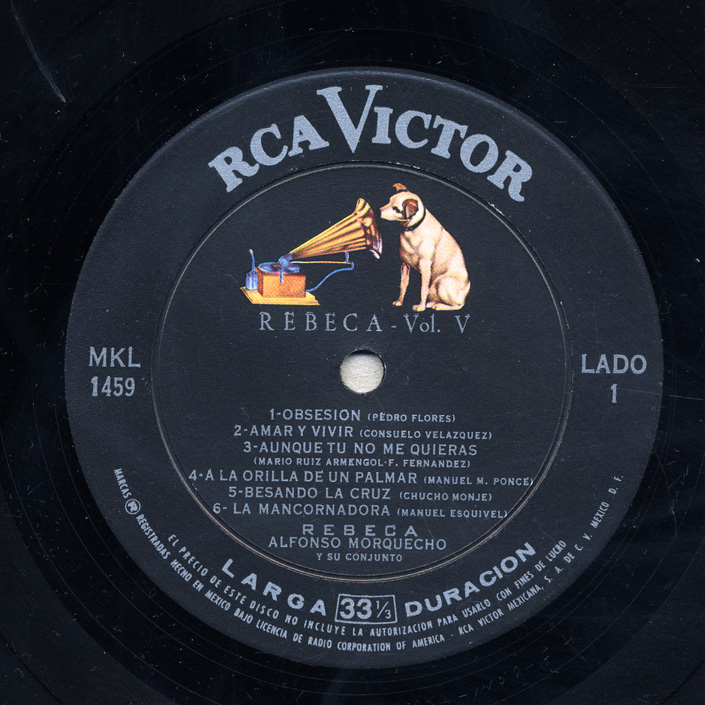 RCA VICTOR
REBECA - Vol. V
MKL
1459
LADO
1
1-OBSESION (PEDRO FLORES)
2-AMAR Y VIVIR (CONSUELO VELAZQUEZ)
3-AUNQUE TU NO ME QUIERAS
(MARIO RUIZ ARMENGOL-F. FERNANDEZ)
4-A LA ORILLA DE UN PALMAR (MANUEL M. PONCE)
5-BESANDO LA CRUZ (CHUCHO MONJE)
6- LA MANCORNADORA (MANUEL ESQUIVEL)
REBECA
ALFONSO MORQUECHO
Y SU CONJUNTO
LARGA 33 1/3 DURACION
EL PRECIO DE ESTE DISCO NO INCLUYE LA AUTORIZACION PARA USARLO CON FINES DE LUCRO
MARCAS R REGISTRADAS HECHO EN MEXICO BAJO LICENCIA DE RADIO CORPORATION OF AMERICA - RCA VICTOR MEXICANA, S. A. DE C. V. MEXICO D. F.